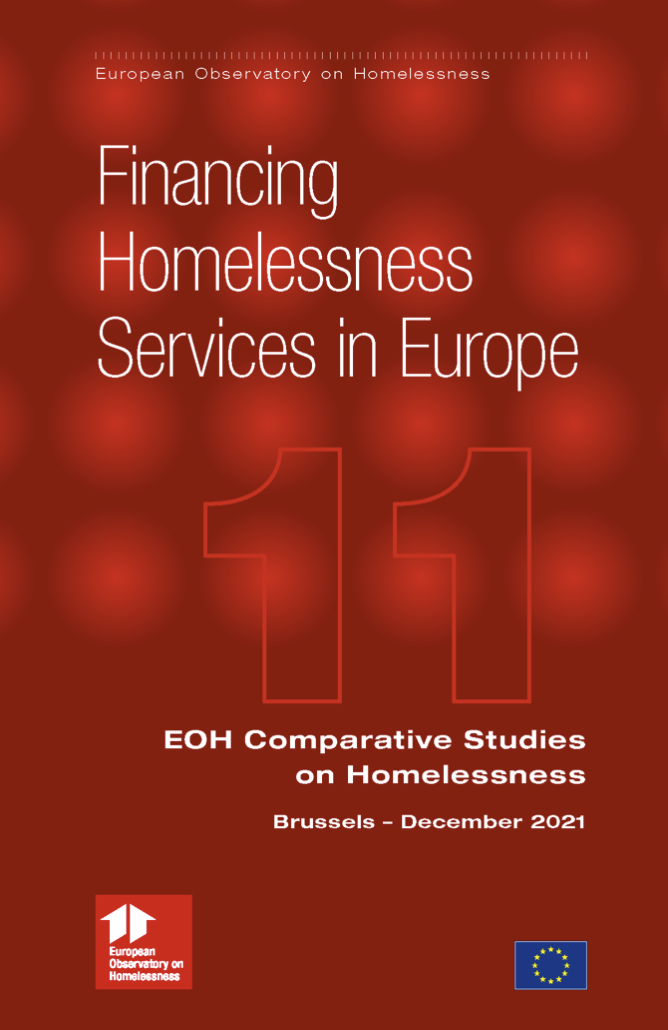 European Observatory on Homelessness
Financing
Homelessness
Services in Europe
11
EOH Comparative Studies
on Homelessness
Brussels – December 2021
European
Observatory on
Homelessness